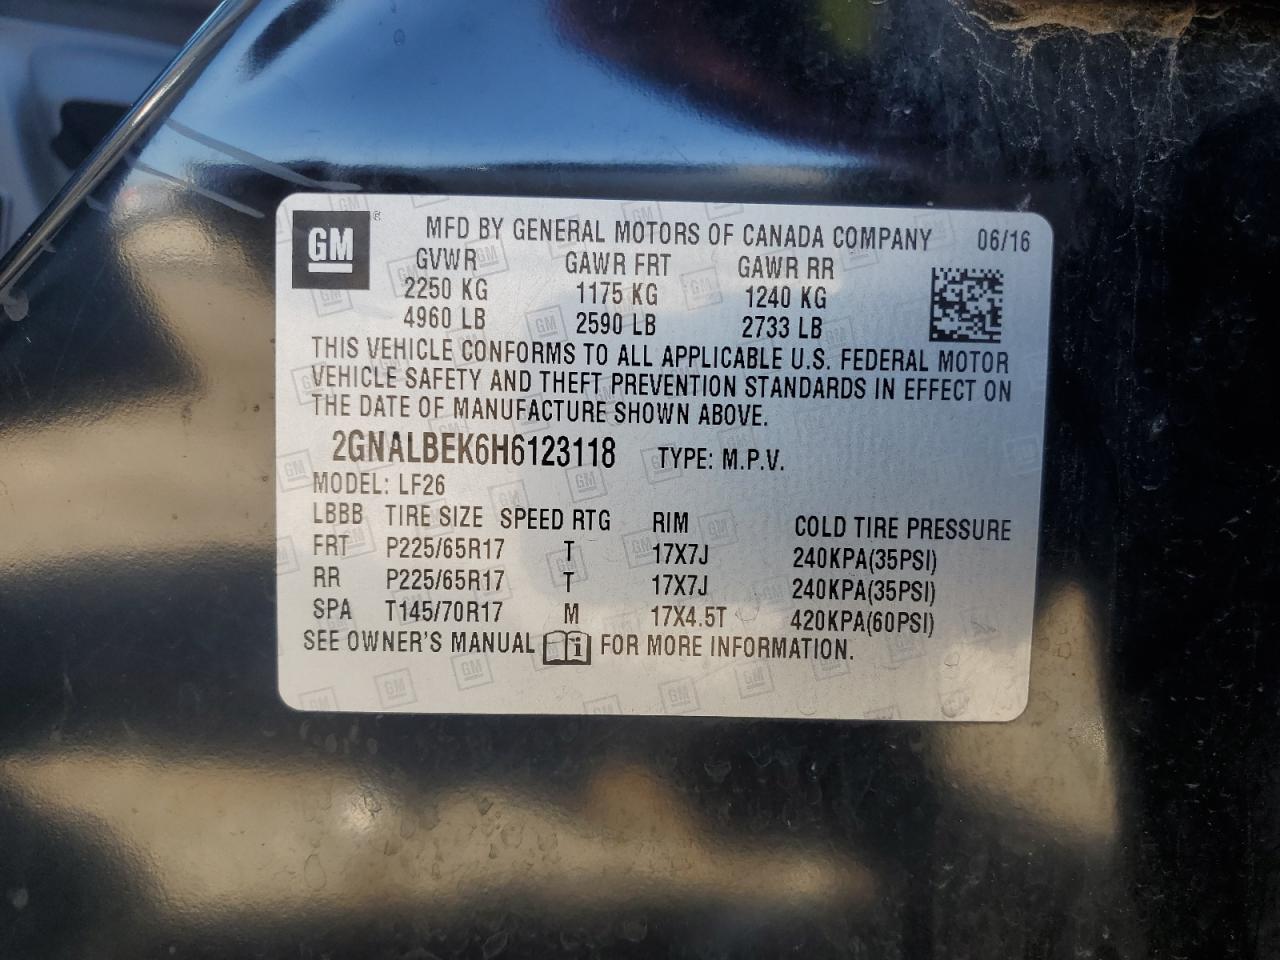 GM ® MFD BY GENERAL MOTORS OF CANADA COMPANY 06/16
GVWR GAWR FRT GAWR RR
2250 KG 1175 KG 1240 KG
4960 LB 2590 LB 2733 LB
THIS VEHICLE CONFORMS TO ALL APPLICABLE U.S. FEDERAL MOTOR
VEHICLE SAFETY AND THEFT PREVENTION STANDARDS IN EFFECT ON
THE DATE OF MANUFACTURE SHOWN ABOVE.
2GNALBEK6H6123118 TYPE: M.P.V.
MODEL: LF26
LBBB TIRE SIZE SPEED RTG RIM COLD TIRE PRESSURE
FRT P225/65R17 T 17X7J 240KPA(35PSI)
RR P225/65R17 T 17X7J 240KPA(35PSI)
SPA T145/70R17 M 17X4.5T 420KPA(60PSI)
SEE OWNER'S MANUAL i FOR MORE INFORMATION.